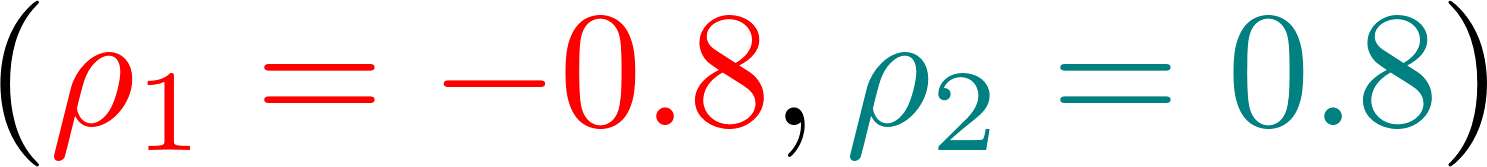 (ρ₁ = −0.8, ρ₂ = 0.8)